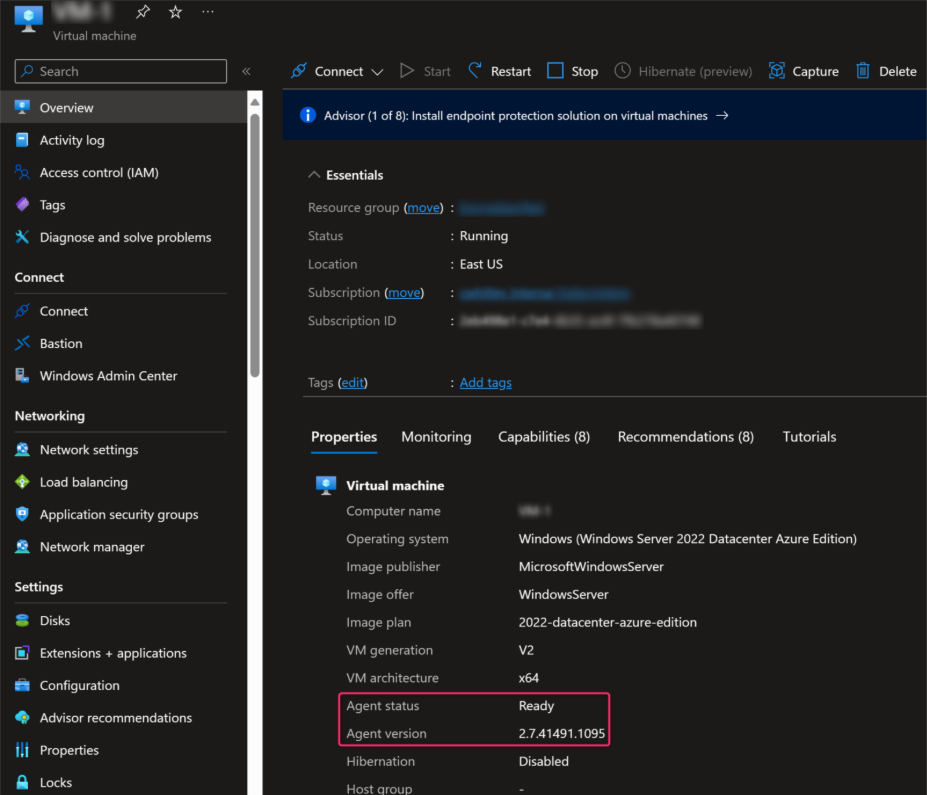 Virtual machine
Search
Connect
Start
Restart
Stop
Hibernate (preview)
Capture
Delete
Overview
Activity log
Access control (IAM)
Tags
Diagnose and solve problems
Connect
Connect
Bastion
Windows Admin Center
Networking
Network settings
Load balancing
Application security groups
Network manager
Settings
Disks
Extensions + applications
Configuration
Advisor recommendations
Properties
Locks
Advisor (1 of 8): Install endpoint protection solution on virtual machines →
Essentials
Resource group (move) :
Status : Running
Location : East US
Subscription (move) :
Subscription ID :
Tags (edit) : Add tags
Properties Monitoring Capabilities (8) Recommendations (8) Tutorials
Virtual machine
Computer name
Operating system Windows (Windows Server 2022 Datacenter Azure Edition)
Image publisher MicrosoftWindowsServer
Image offer WindowsServer
Image plan 2022-datacenter-azure-edition
VM generation V2
VM architecture x64
Agent status Ready
Agent version 2.7.41491.1095
Hibernation Disabled
Host group -